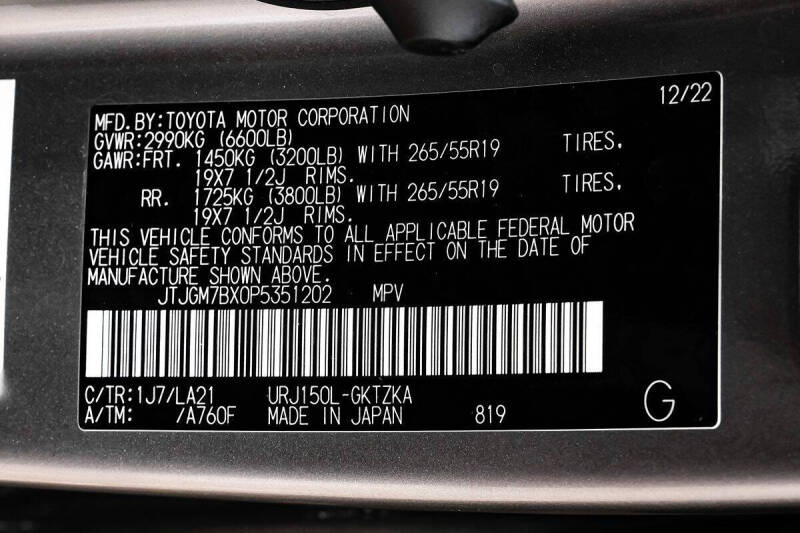 12/22
MFD.BY:TOYOTA MOTOR CORPORATION
GVWR:2990KG (6600LB)
GAWR:FRT. 1450KG (3200LB) WITH 265/55R19 TIRES,
19X7 1/2J RIMS.
RR. 1725KG (3800LB) WITH 265/55R19 TIRES,
19X7 1/2J RIMS.
THIS VEHICLE CONFORMS TO ALL APPLICABLE FEDERAL MOTOR
VEHICLE SAFETY STANDARDS IN EFFECT ON THE DATE OF
MANUFACTURE SHOWN ABOVE.
JTJGM7BX0P5351202 MPV
C/TR:1J7/LA21 URJ150L-GKTZKA
A/TM: /A760F MADE IN JAPAN 819 G